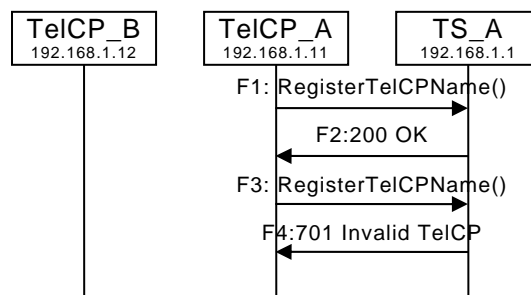 TelCP_B
192.168.1.12
TelCP_A
192.168.1.11
TS_A
192.168.1.1
F1: RegisterTelCPName()
F2:200 OK
F3: RegisterTelCPName()
F4:701 Invalid TelCP